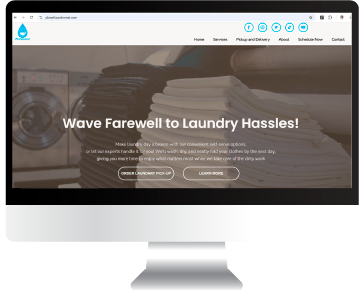 Home Services Pickup and Delivery About Schedule Now Contact
Wave Farewell to Laundry Hassles!
Make laundry day a breeze with our convenient self-serve options,
or let our experts handle it for you! We'll wash, dry, and neatly fold your clothes by the next day,
giving you more time to enjoy what matters most while we take care of the dirty work.
ORDER LAUNDRY PICK-UP LEARN MORE